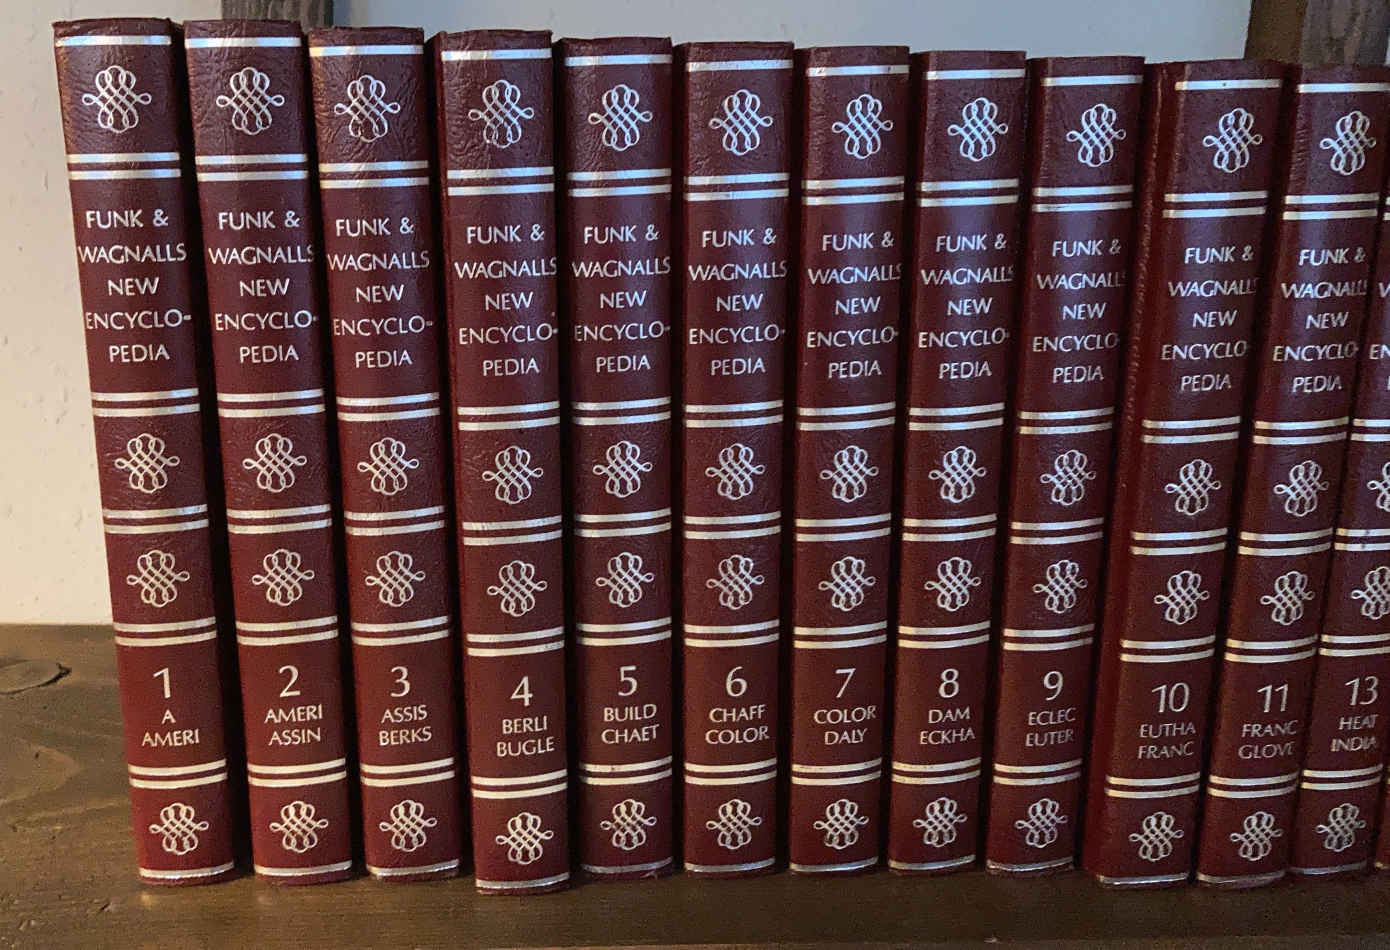 FUNK &
WAGNALLS
NEW
ENCYCLO-
PEDIA
1
A
AMERI
FUNK &
WAGNALLS
NEW
ENCYCLO-
PEDIA
2
AMERI
ASSIN
FUNK &
WAGNALLS
NEW
ENCYCLO-
PEDIA
3
ASSIS
BERKS
FUNK &
WAGNALLS
NEW
ENCYCLO-
PEDIA
4
BERLI
BUGLE
FUNK &
WAGNALLS
NEW
ENCYCLO-
PEDIA
5
BUILD
CHAET
FUNK &
WAGNALLS
NEW
ENCYCLO-
PEDIA
6
CHAFF
COLOR
FUNK &
WAGNALLS
NEW
ENCYCLO-
PEDIA
7
COLOR
DALY
FUNK &
WAGNALLS
NEW
ENCYCLO-
PEDIA
8
DAM
ECKHA
FUNK &
WAGNALLS
NEW
ENCYCLO-
PEDIA
9
ECLEC
EUTER
FUNK &
WAGNALLS
NEW
ENCYCLO-
PEDIA
10
EUTHA
FRANC
FUNK &
WAGNALLS
NEW
ENCYCLO-
PEDIA
11
FRANC
GLOVE
13
HEAT
INDIA